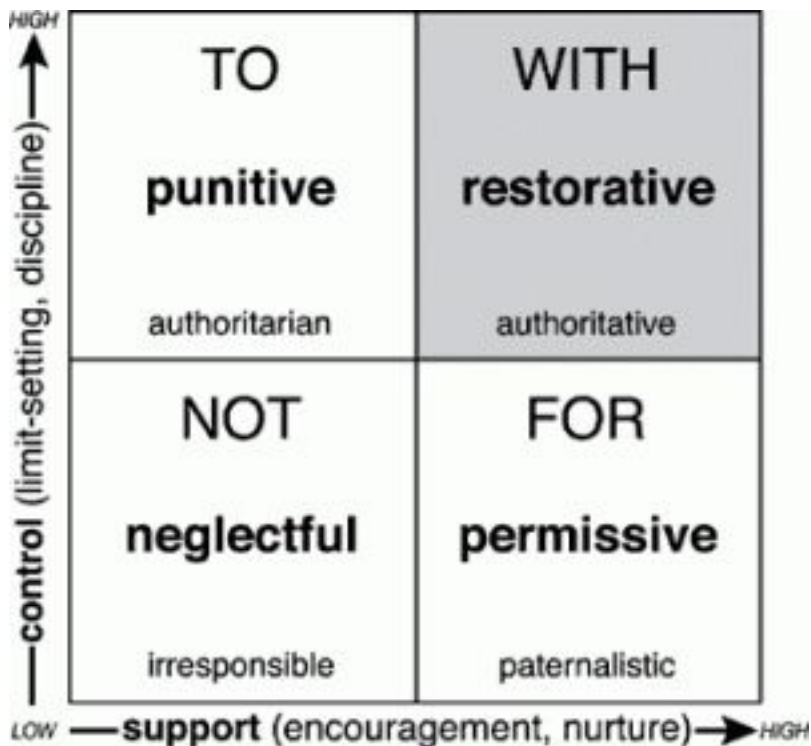 HIGH
TO
punitive
authoritarian
WITH
restorative
authoritative
NOT
neglectful
irresponsible
FOR
permissive
paternalistic
control (limit-setting, discipline)
LOW
support (encouragement, nurture)
HIGH